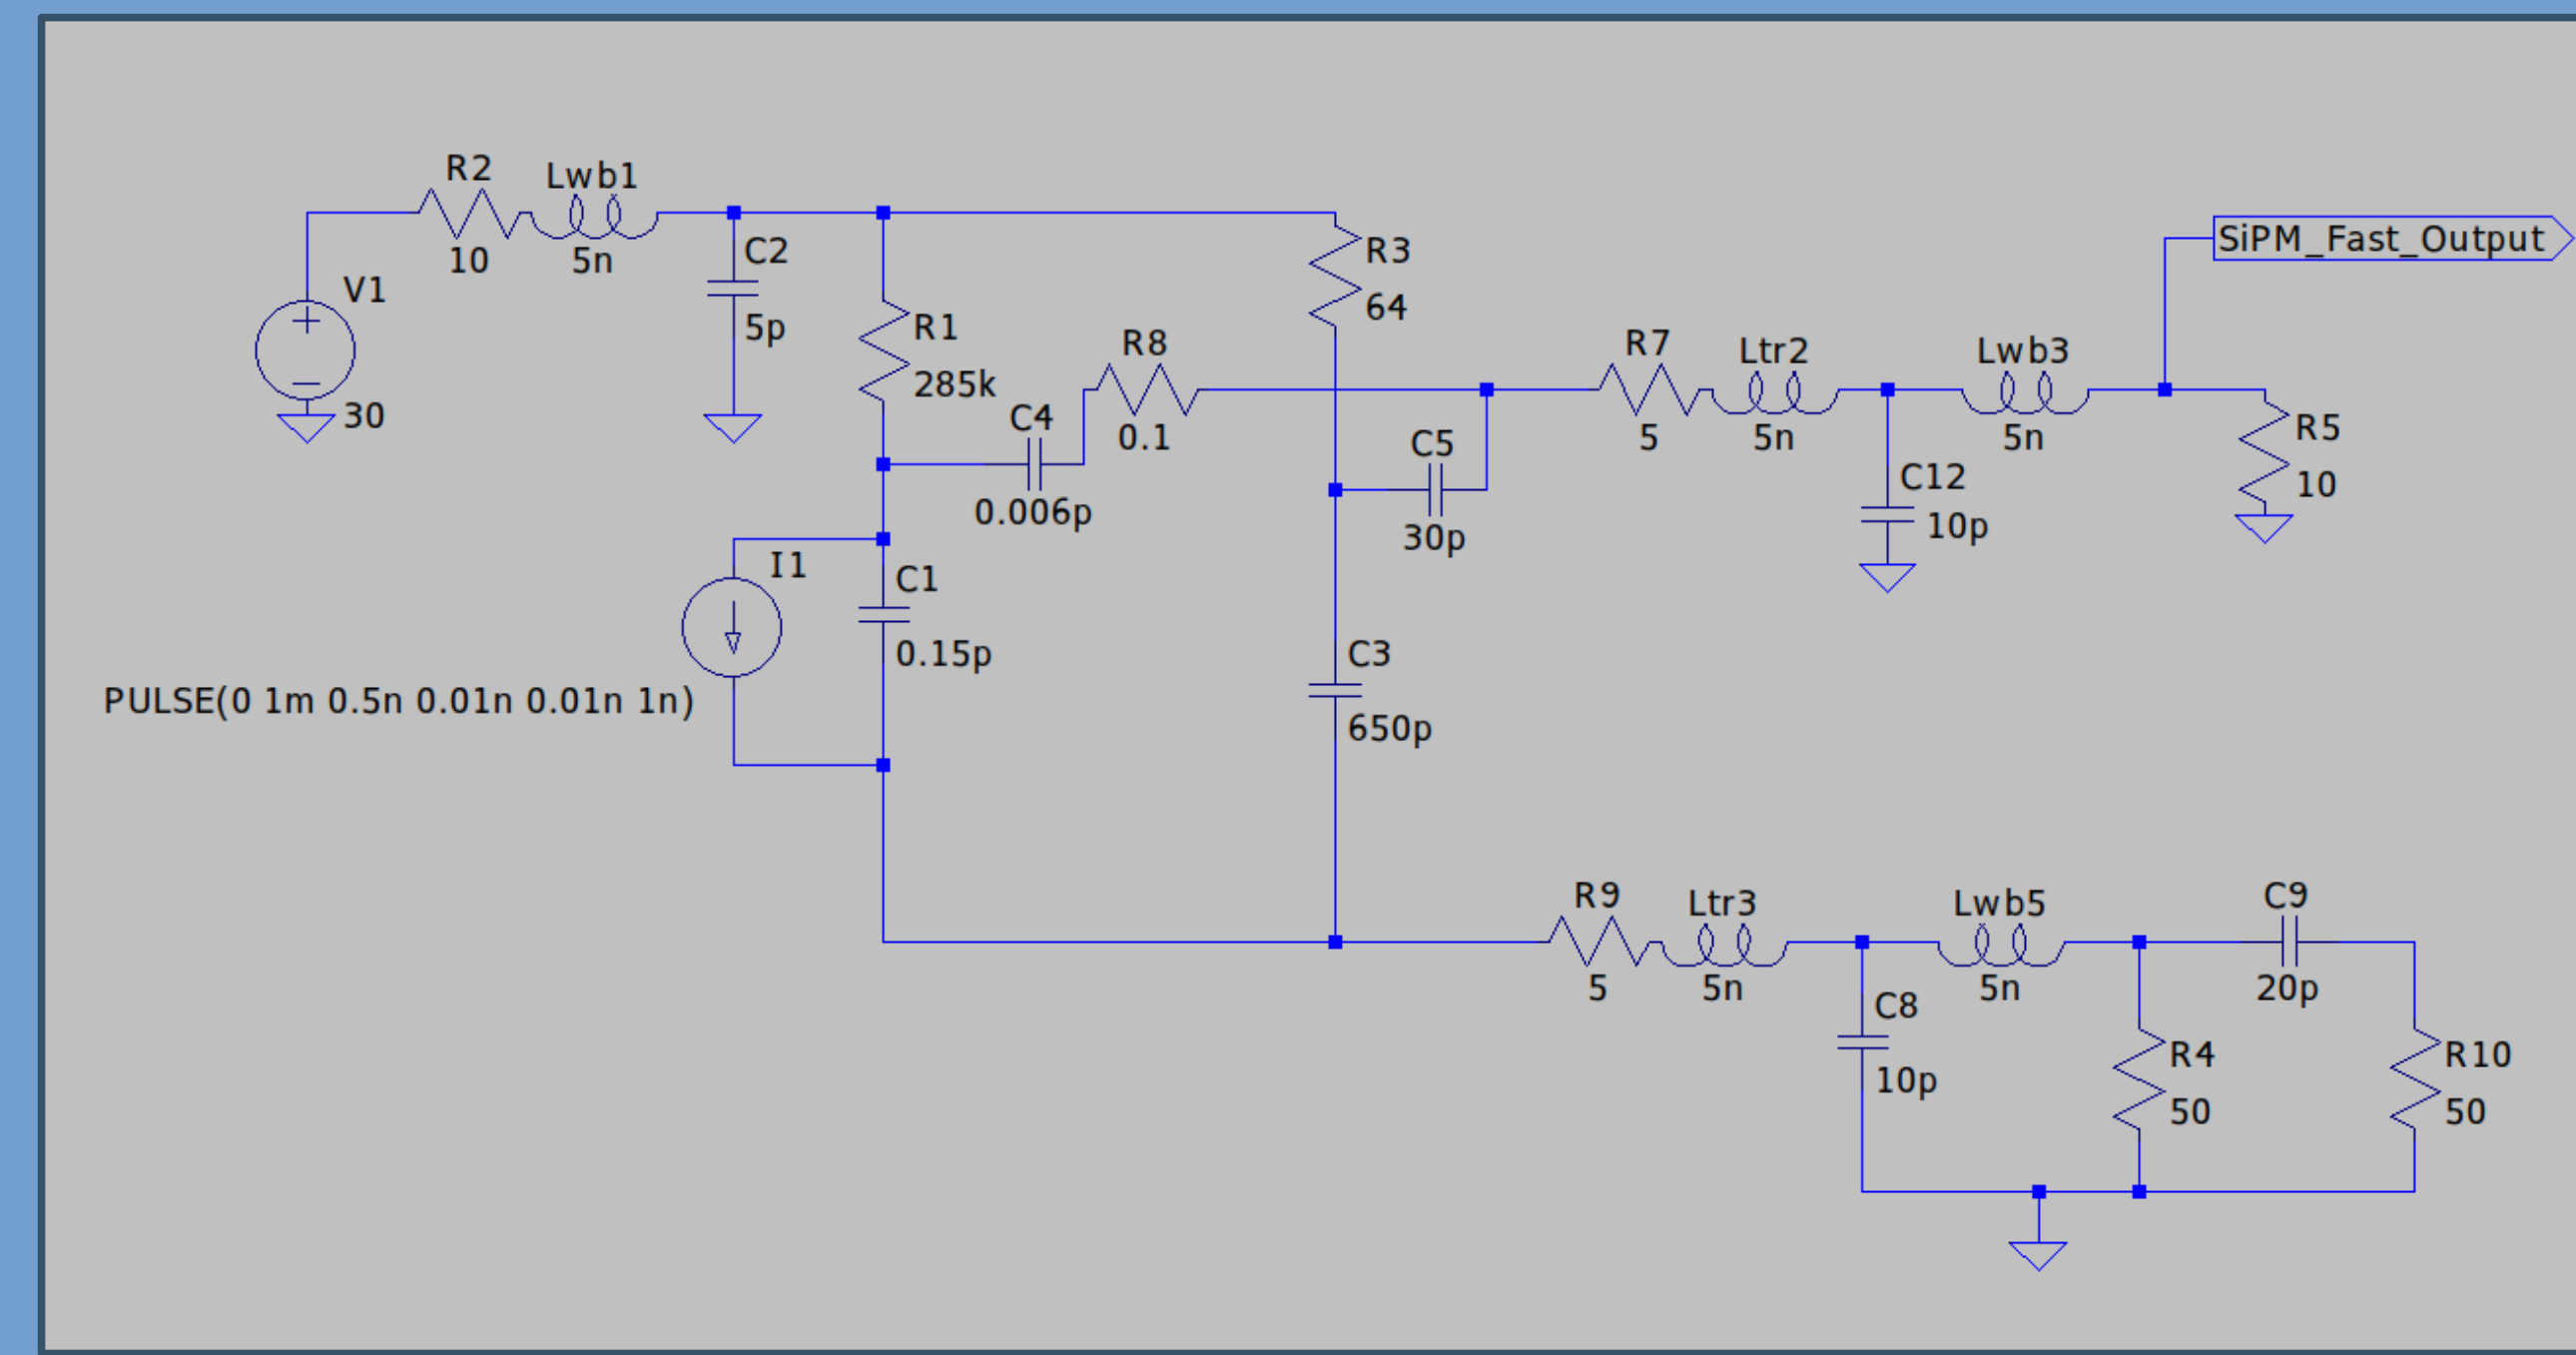 R2
Lwb1
10
5n
V1
30
C2
5p
R1
285k
R3
64
SiPM_Fast_Output
R8
0.1
C4
0.006p
C5
30p
R7
5
Ltr2
5n
Lwb3
5n
C12
10p
R5
10
I1
C1
0.15p
PULSE(0 1m 0.5n 0.01n 0.01n 1n)
C3
650p
R9
5
Ltr3
5n
Lwb5
5n
C9
20p
C8
10p
R4
50
R10
50